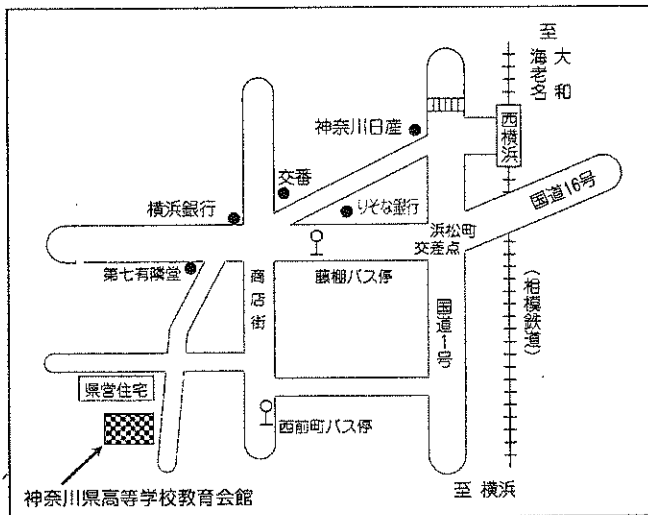 至
大和
海老名
神奈川日産
西横浜
交番
国道16号
横浜銀行
りそな銀行
浜松町
交差点
第七有隣堂
商店街
藤棚バス停
国道1号
(相模鉄道)
県営住宅
西前町バス停
神奈川県高等学校教育会館
至 横浜